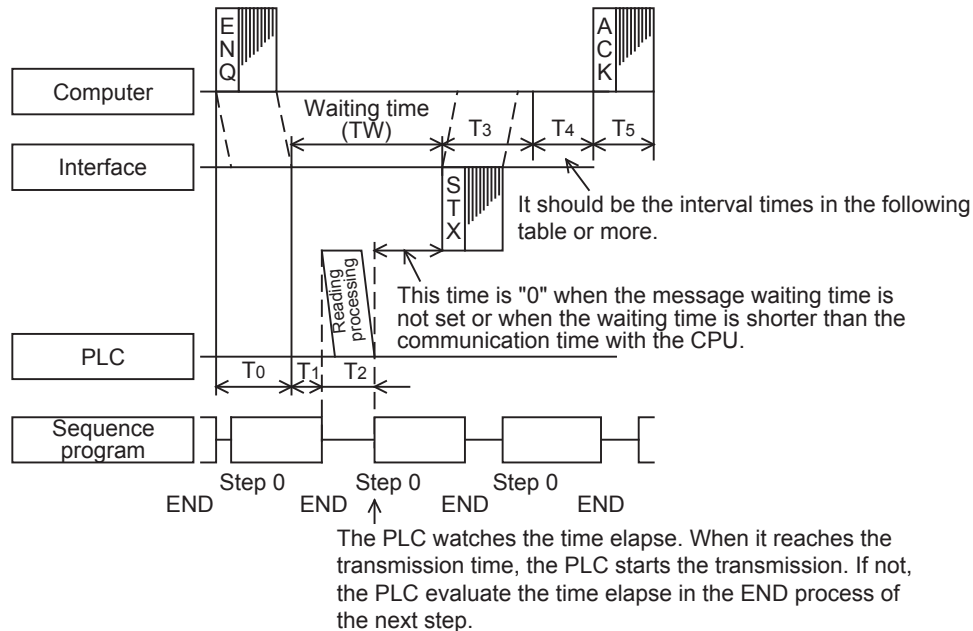 ENQ
ACK
Computer
Waiting time
(TW)
T3
T4
T5
Interface
STX
It should be the interval times in the following
table or more.
Reading
processing
This time is "0" when the message waiting time is
not set or when the waiting time is shorter than the
communication time with the CPU.
PLC
T0
T1
T2
Sequence
program
Step 0
Step 0
Step 0
END
END
END
END
The PLC watches the time elapse. When it reaches the
transmission time, the PLC starts the transmission. If not,
the PLC evaluate the time elapse in the END process of
the next step.